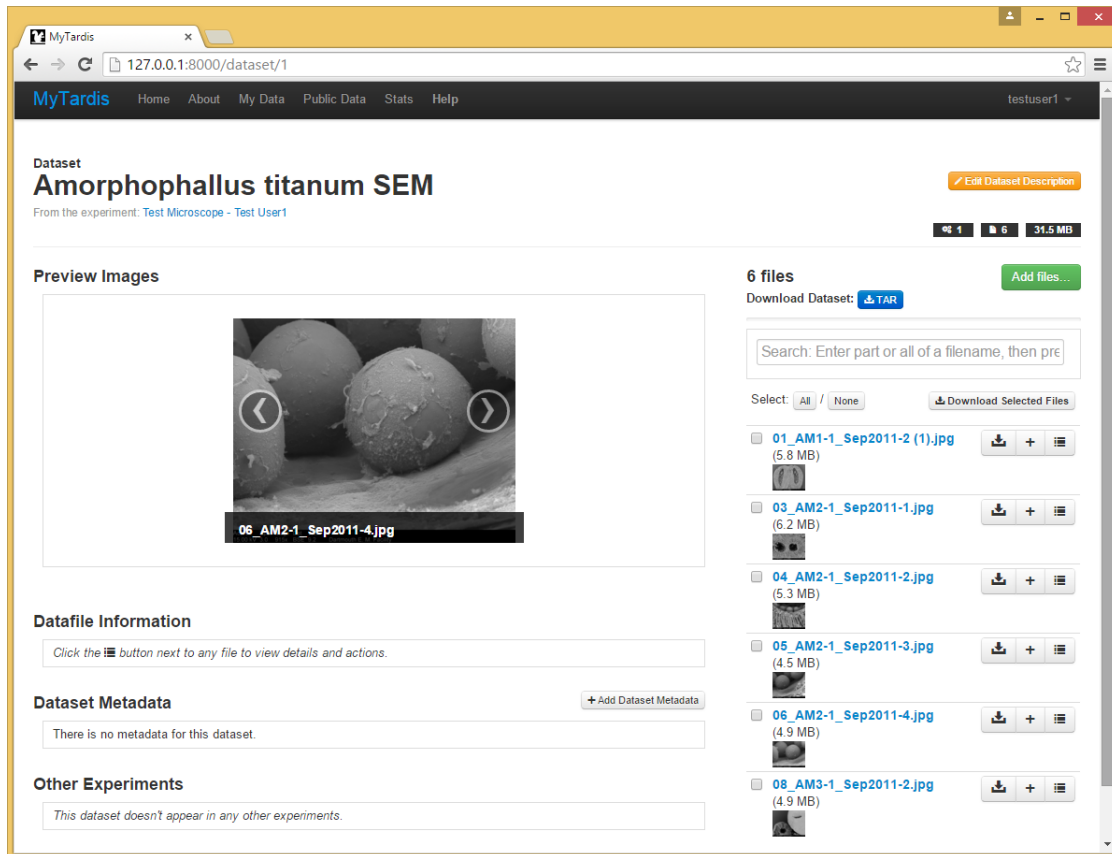 MyTardis
127.0.0.1:8000/dataset/1
MyTardis Home About My Data Public Data Stats Help testuser1
Dataset
Amorphophallus titanum SEM
Edit Dataset Description
From the experiment: Test Microscope - Test User1
1 6 31.5 MB
Preview Images
06_AM2-1_Sep2011-4.jpg
Datafile Information
Click the button next to any file to view details and actions.
Dataset Metadata
+ Add Dataset Metadata
There is no metadata for this dataset.
Other Experiments
This dataset doesn't appear in any other experiments.
6 files
Add files...
Download Dataset: TAR
Search: Enter part or all of a filename, then pre
Select: All / None Download Selected Files
01_AM1-1_Sep2011-2 (1).jpg
(5.8 MB)
03_AM2-1_Sep2011-1.jpg
(6.2 MB)
04_AM2-1_Sep2011-2.jpg
(5.3 MB)
05_AM2-1_Sep2011-3.jpg
(4.5 MB)
06_AM2-1_Sep2011-4.jpg
(4.9 MB)
08_AM3-1_Sep2011-2.jpg
(4.9 MB)